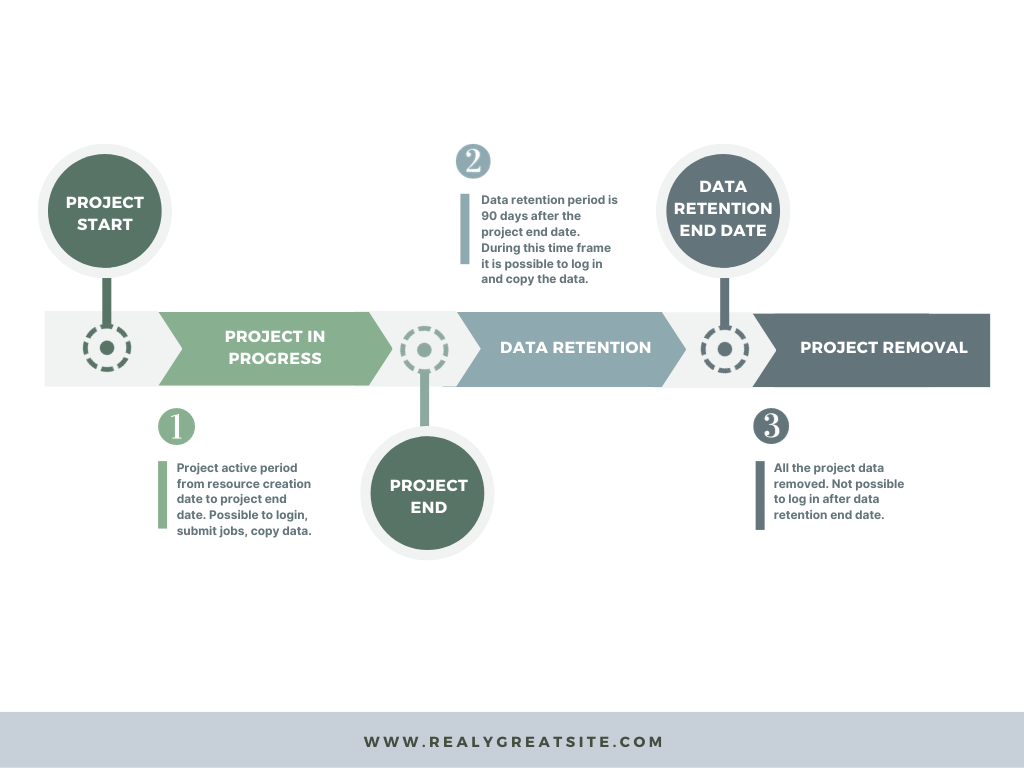 PROJECT
START
2
Data retention period is
90 days after the
project end date.
During this time frame
it is possible to log in
and copy the data.
DATA
RETENTION
END DATE
PROJECT IN
PROGRESS
DATA RETENTION
PROJECT REMOVAL
1
Project active period
from resource creation
date to project end
date. Possible to login,
submit jobs, copy data.
PROJECT
END
3
All the project data
removed. Not possible
to log in after data
retention end date.
WWW.REALYGREATSITE.COM